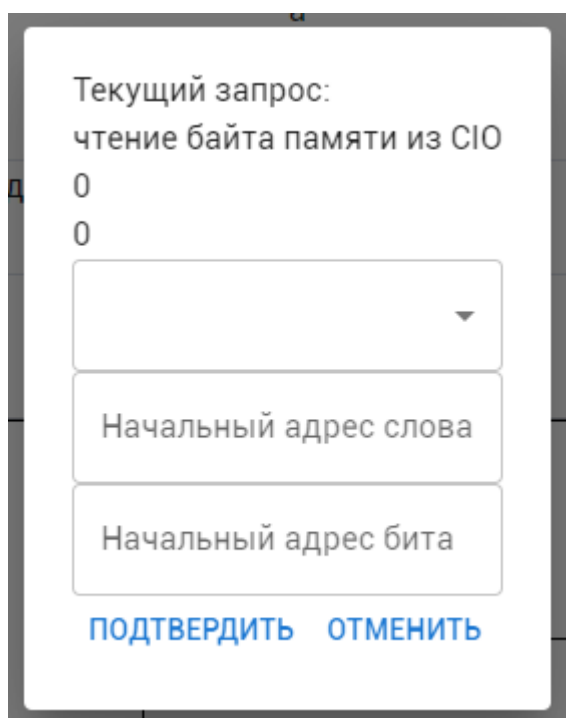 а
Текущий запрос:
чтение байта памяти из CIO
д
0
0
Начальный адрес слова
Начальный адрес бита
ПОДТВЕРДИТЬ ОТМЕНИТЬ